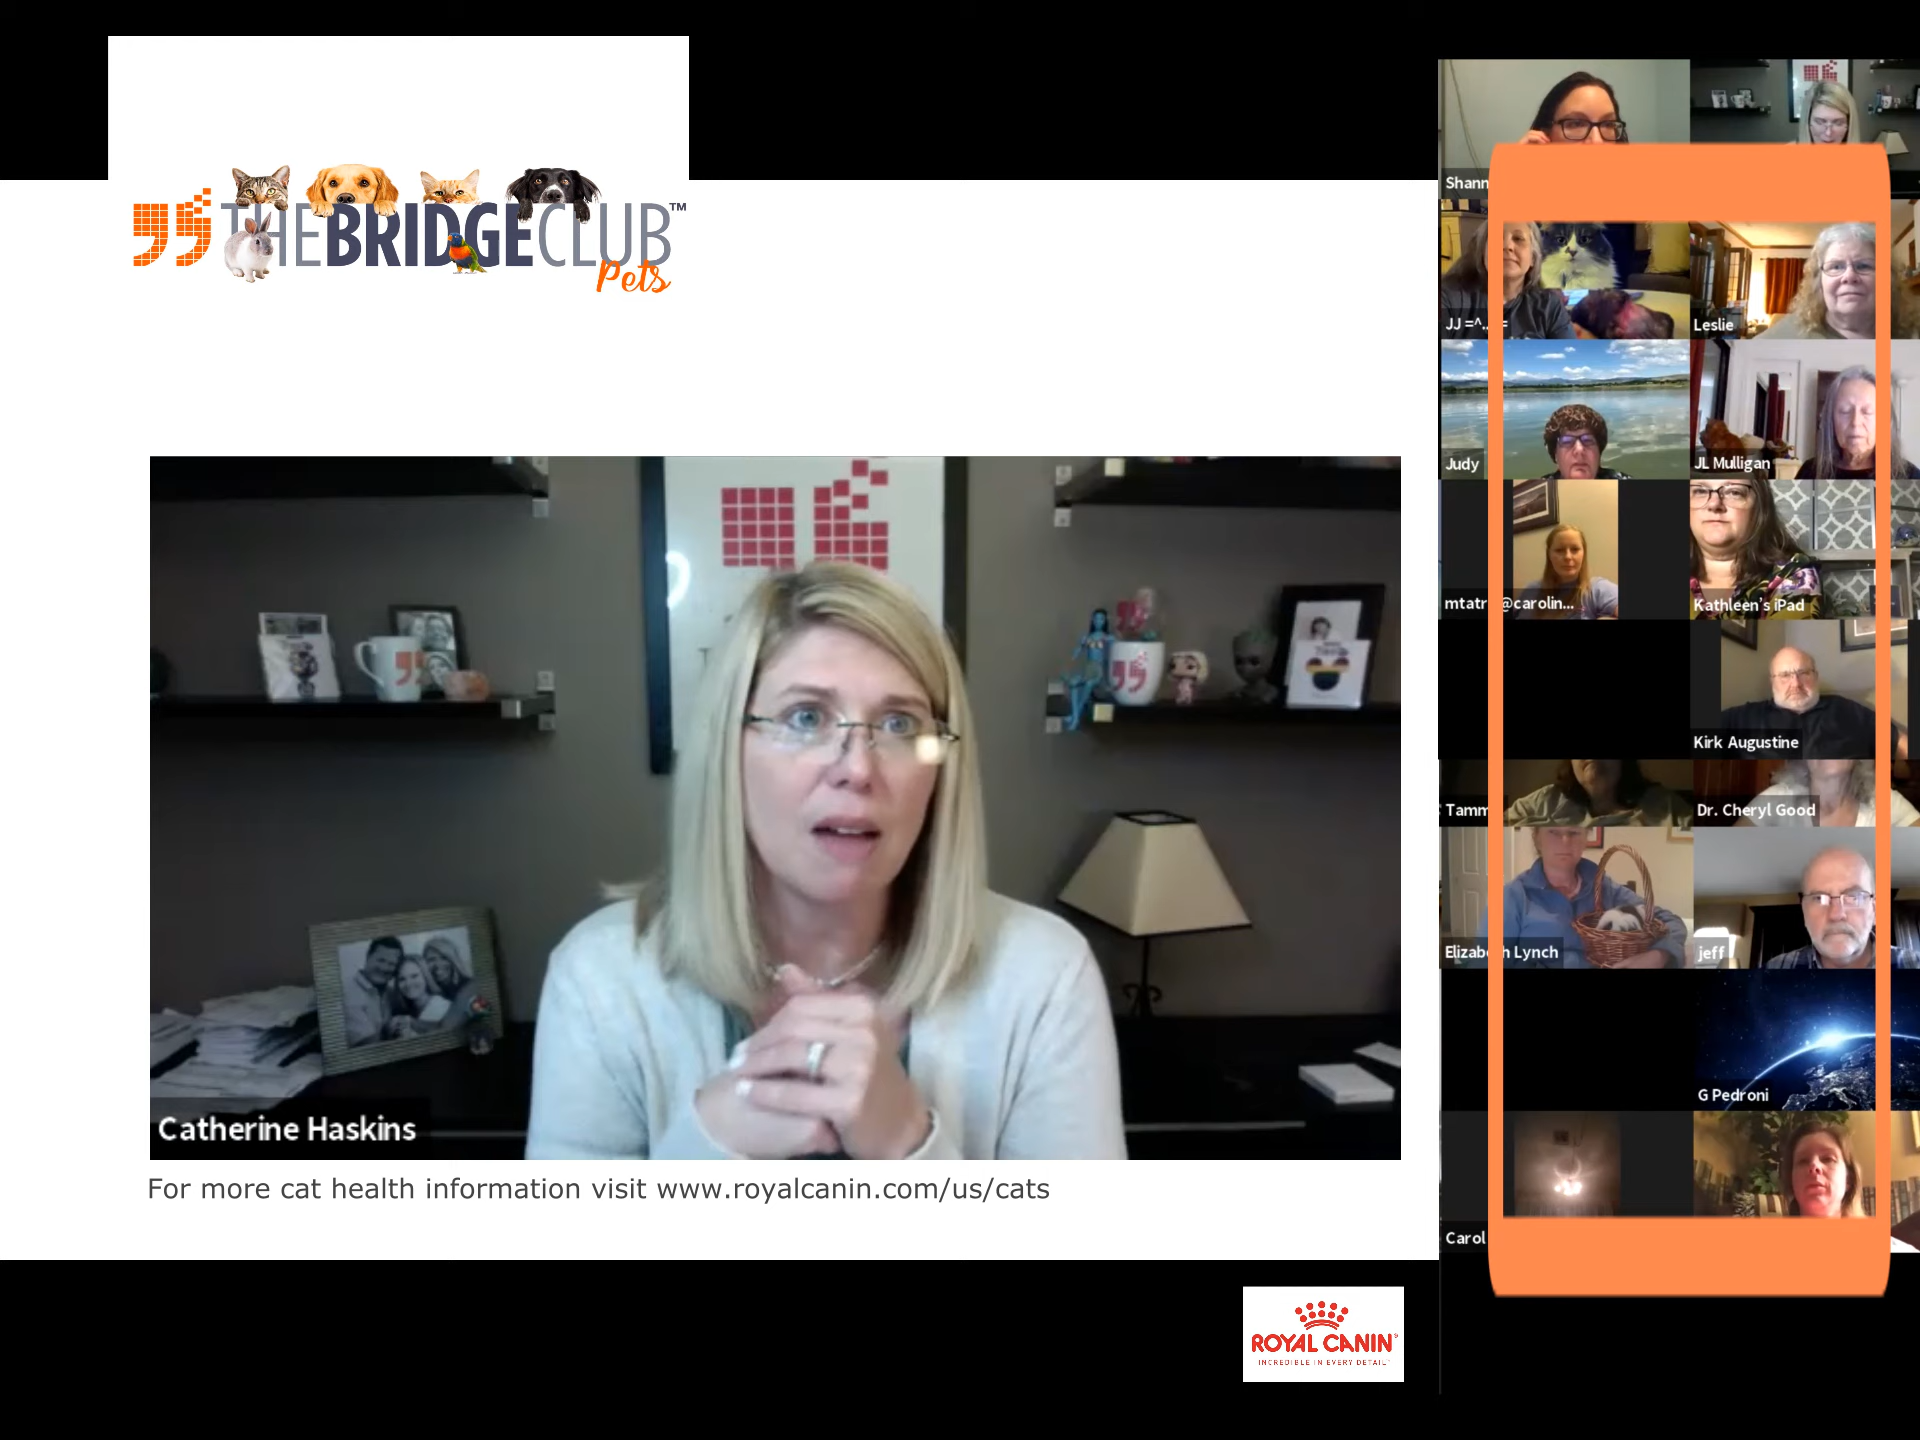 THEBRIDGECLUB™
Pets
Shann
JJ =^..^=
Leslie
Judy
JL Mulligan
@carolin...
Kathleen's iPad
Kirk Augustine
Tamm
Dr. Cheryl Good
Lynch
jeff
G Pedroni
Carol
Catherine Haskins
For more cat health information visit www.royalcanin.com/us/cats
ROYAL CANIN
INCREDIBLE IN EVERY DETAIL